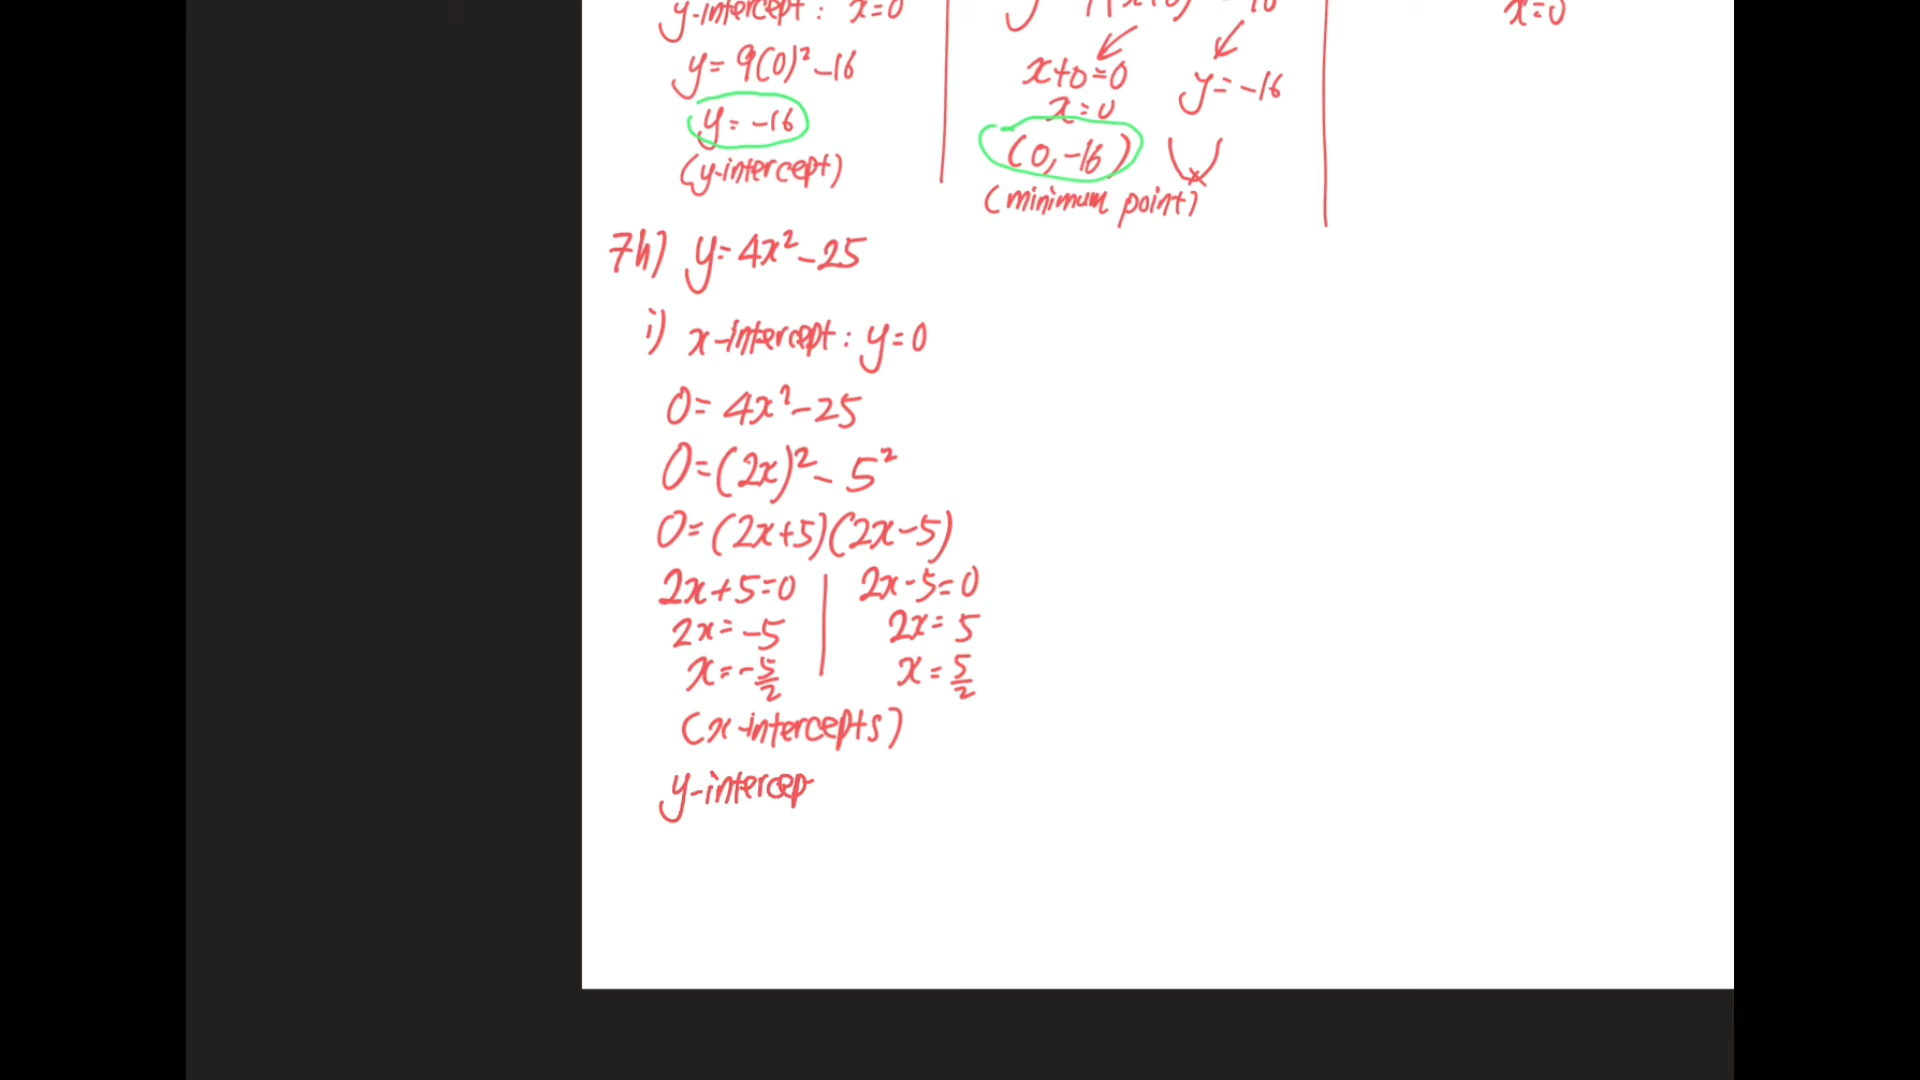 y-intercept: x=0
y=9(0)²-16
y=-16
(y-intercept)
x+0=0
x=0
y=-16
(0,-16)
(minimum point)
x=0
7h) y=4x²-25
i) x-intercept: y=0
0=4x²-25
0=(2x)²-5²
0=(2x+5)(2x-5)
2x+5=0 | 2x-5=0
2x=-5 | 2x=5
x=-5/2 | x=5/2
(x-intercepts)
y-intercep